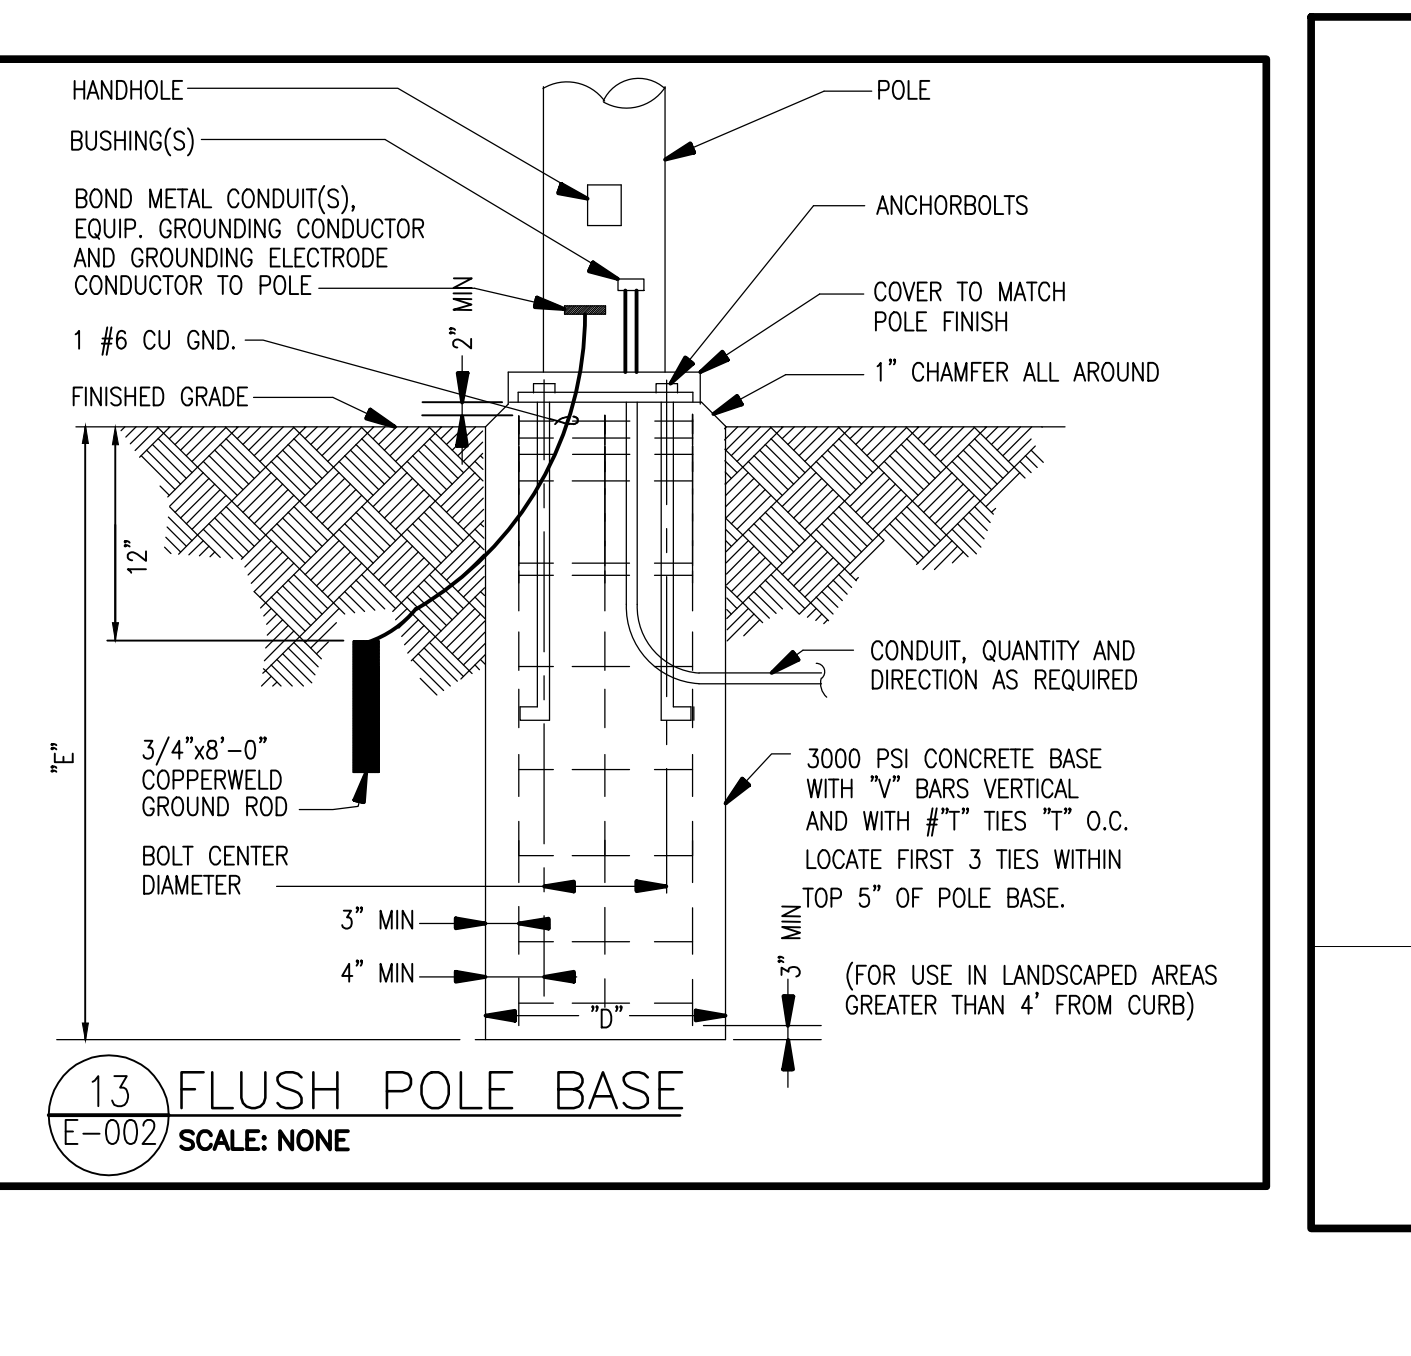 HANDHOLE
BUSHING(S)
BOND METAL CONDUIT(S),
EQUIP. GROUNDING CONDUCTOR
AND GROUNDING ELECTRODE
CONDUCTOR TO POLE
2" MIN
1 #6 CU GND.
FINISHED GRADE
POLE
ANCHORBOLTS
COVER TO MATCH
POLE FINISH
1" CHAMFER ALL AROUND
12"
"E"
CONDUIT, QUANTITY AND
DIRECTION AS REQUIRED
3/4"x8'-0"
COPPERWELD
GROUND ROD
BOLT CENTER
DIAMETER
3" MIN
4" MIN
"D"
3000 PSI CONCRETE BASE
WITH "V" BARS VERTICAL
AND WITH #"T" TIES "T" O.C.
LOCATE FIRST 3 TIES WITHIN
TOP 5" OF POLE BASE.
3" MIN
(FOR USE IN LANDSCAPED AREAS
GREATER THAN 4' FROM CURB)
13
E-002
FLUSH POLE BASE
SCALE: NONE